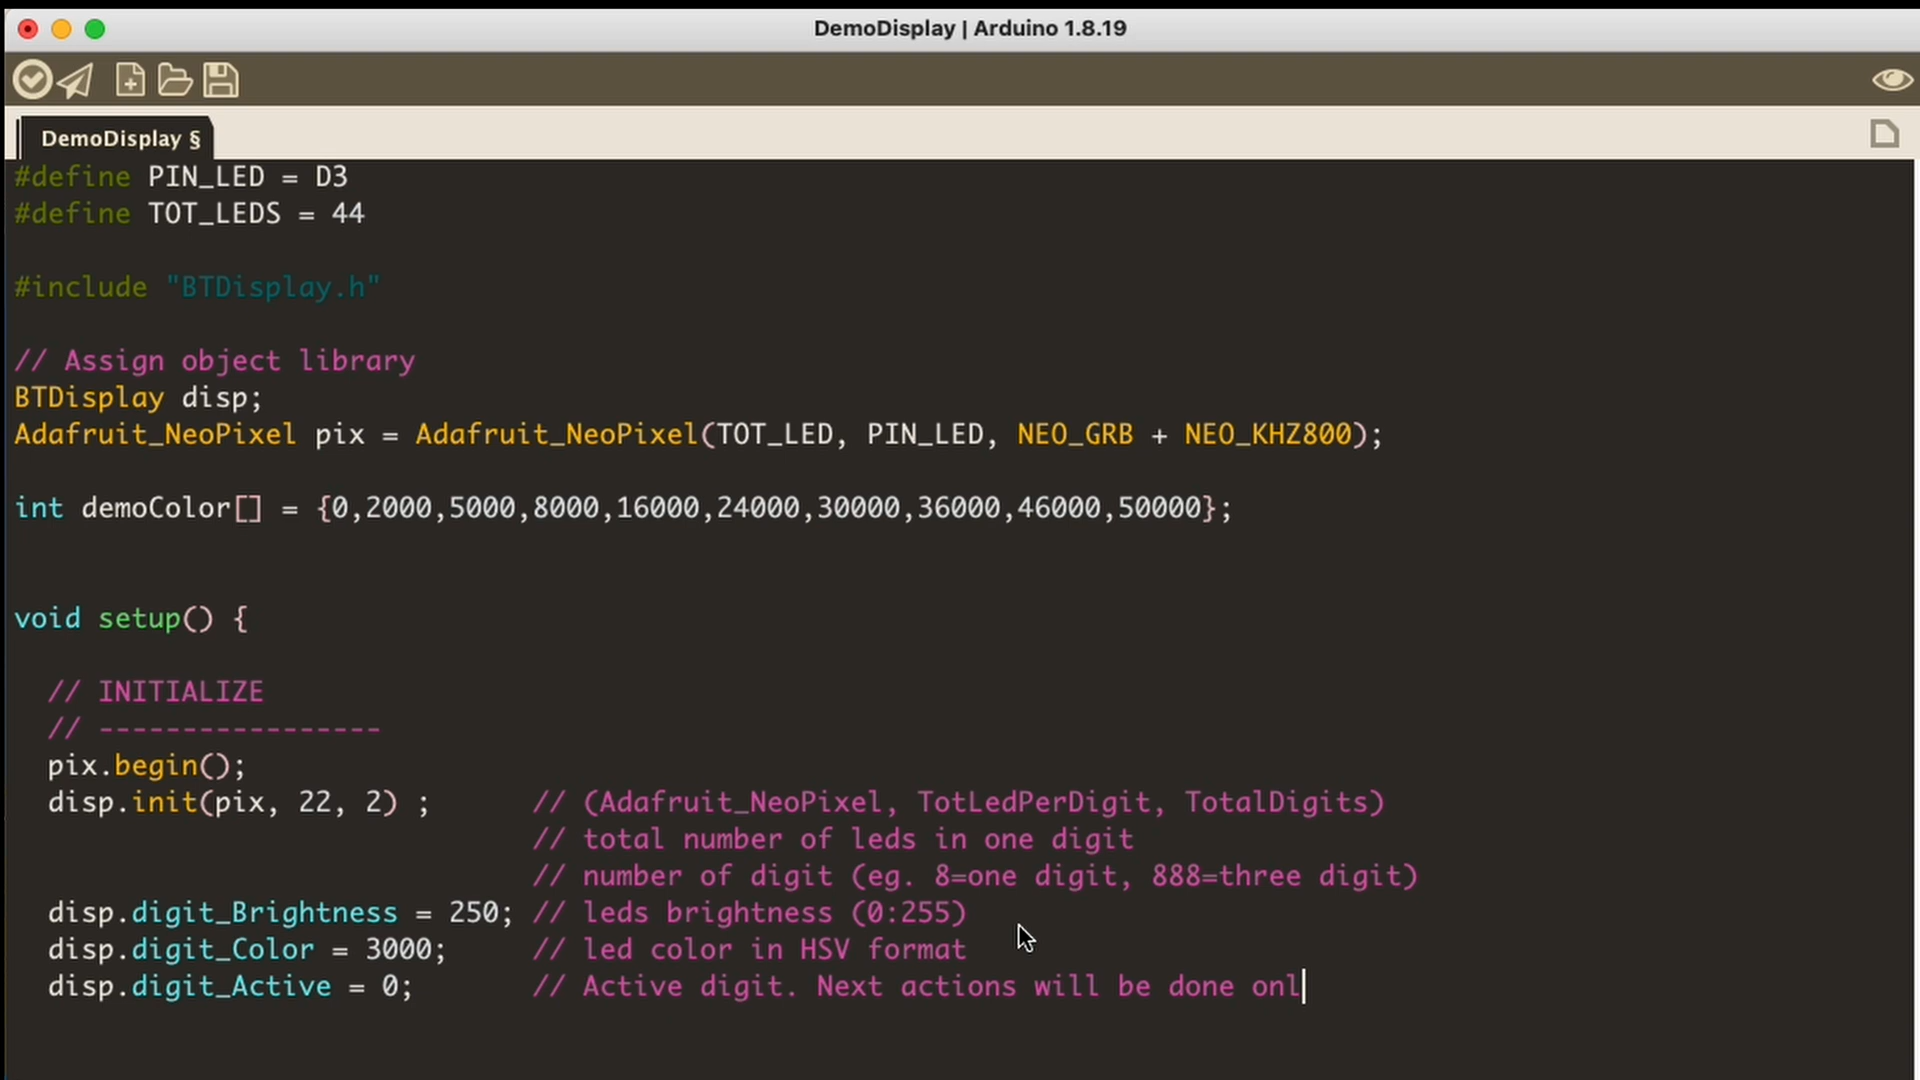 DemoDisplay | Arduino 1.8.19
DemoDisplay §
#define PIN_LED = D3
#define TOT_LEDS = 44
#include "BTDisplay.h"
// Assign object library
BTDisplay disp;
Adafruit_NeoPixel pix = Adafruit_NeoPixel(TOT_LED, PIN_LED, NEO_GRB + NEO_KHZ800);
int demoColor[] = {0,2000,5000,8000,16000,24000,30000,36000,46000,50000};
void setup() {
// INITIALIZE
// -----------------
pix.begin();
disp.init(pix, 22, 2) ; // (Adafruit_NeoPixel, TotLedPerDigit, TotalDigits)
// total number of leds in one digit
// number of digit (eg. 8=one digit, 888=three digit)
disp.digit_Brightness = 250; // leds brightness (0:255)
disp.digit_Color = 3000; // led color in HSV format
disp.digit_Active = 0; // Active digit. Next actions will be done onl